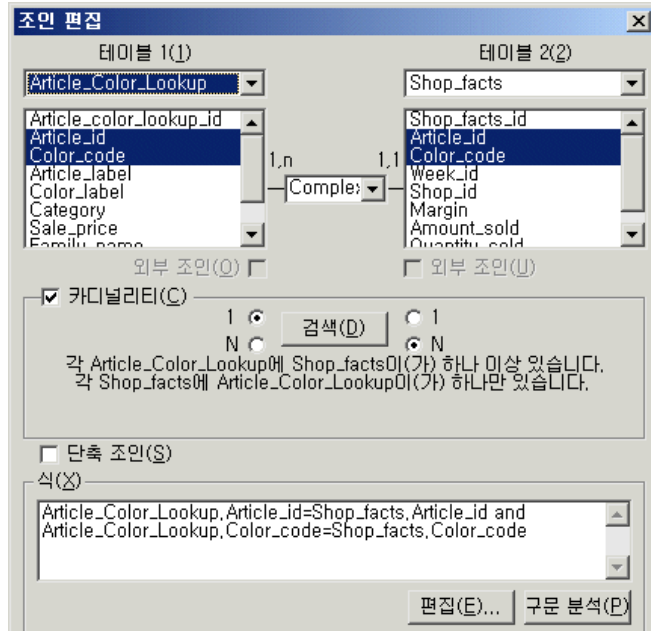 조인 편집
테이블 1(1)
테이블 2(2)
Article_Color_Lookup
Shop_facts
Article_color_lookup_id
Article_id
Color_code
Article_label
Color_label
Category
Sale_price
Family_name
1,n
1,1
Complex
Shop_facts_id
Article_id
Color_code
Week_id
Shop_id
Margin
Amount_sold
Quantity_sold
외부 조인(O)
외부 조인(U)
카디널리티(C)
1
N
검색(D)
1
N
각 Article_Color_Lookup에 Shop_facts이(가) 하나 이상 있습니다.
각 Shop_facts에 Article_Color_Lookup이(가) 하나만 있습니다.
단축 조인(S)
식(X)
Article_Color_Lookup.Article_id=Shop_facts.Article_id and
Article_Color_Lookup.Color_code=Shop_facts.Color_code
편집(E)...
구문 분석(P)